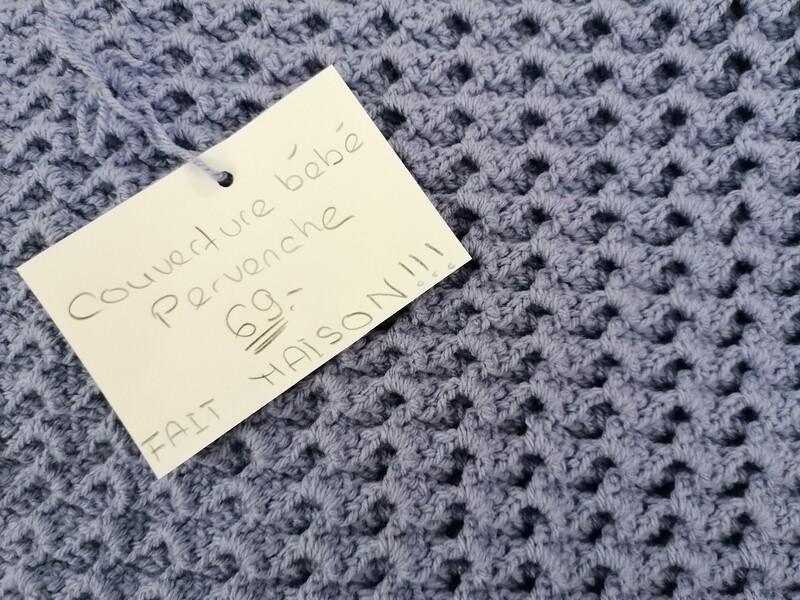 Couverture bébé
Pervenche
69.-
FAIT MAISON!!!